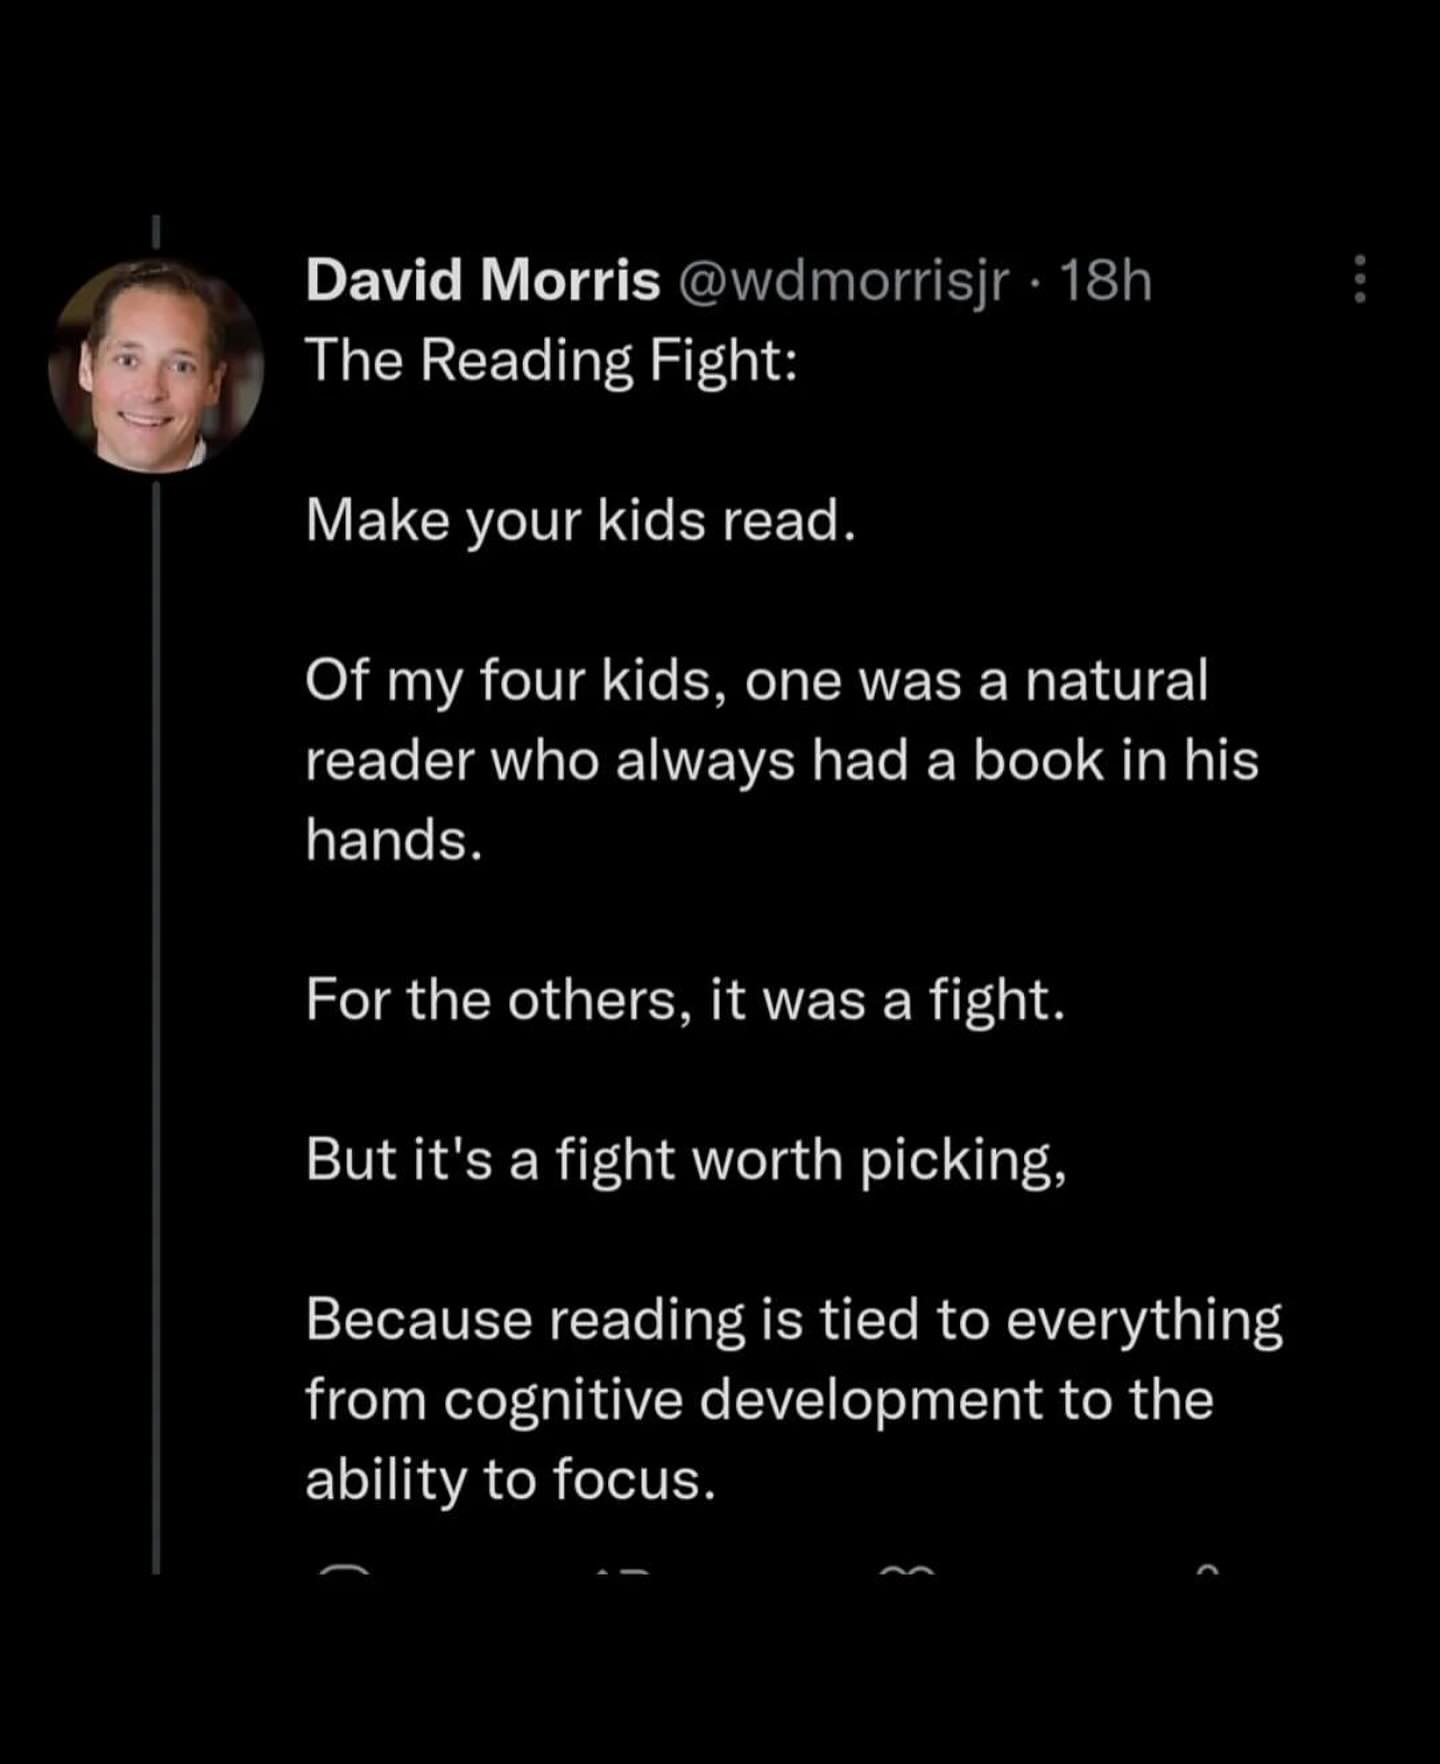 David Morris @wdmorrisjr · 18h
The Reading Fight:
Make your kids read.
Of my four kids, one was a natural
reader who always had a book in his
hands.
For the others, it was a fight.
But it's a fight worth picking,
Because reading is tied to everything
from cognitive development to the
ability to focus.